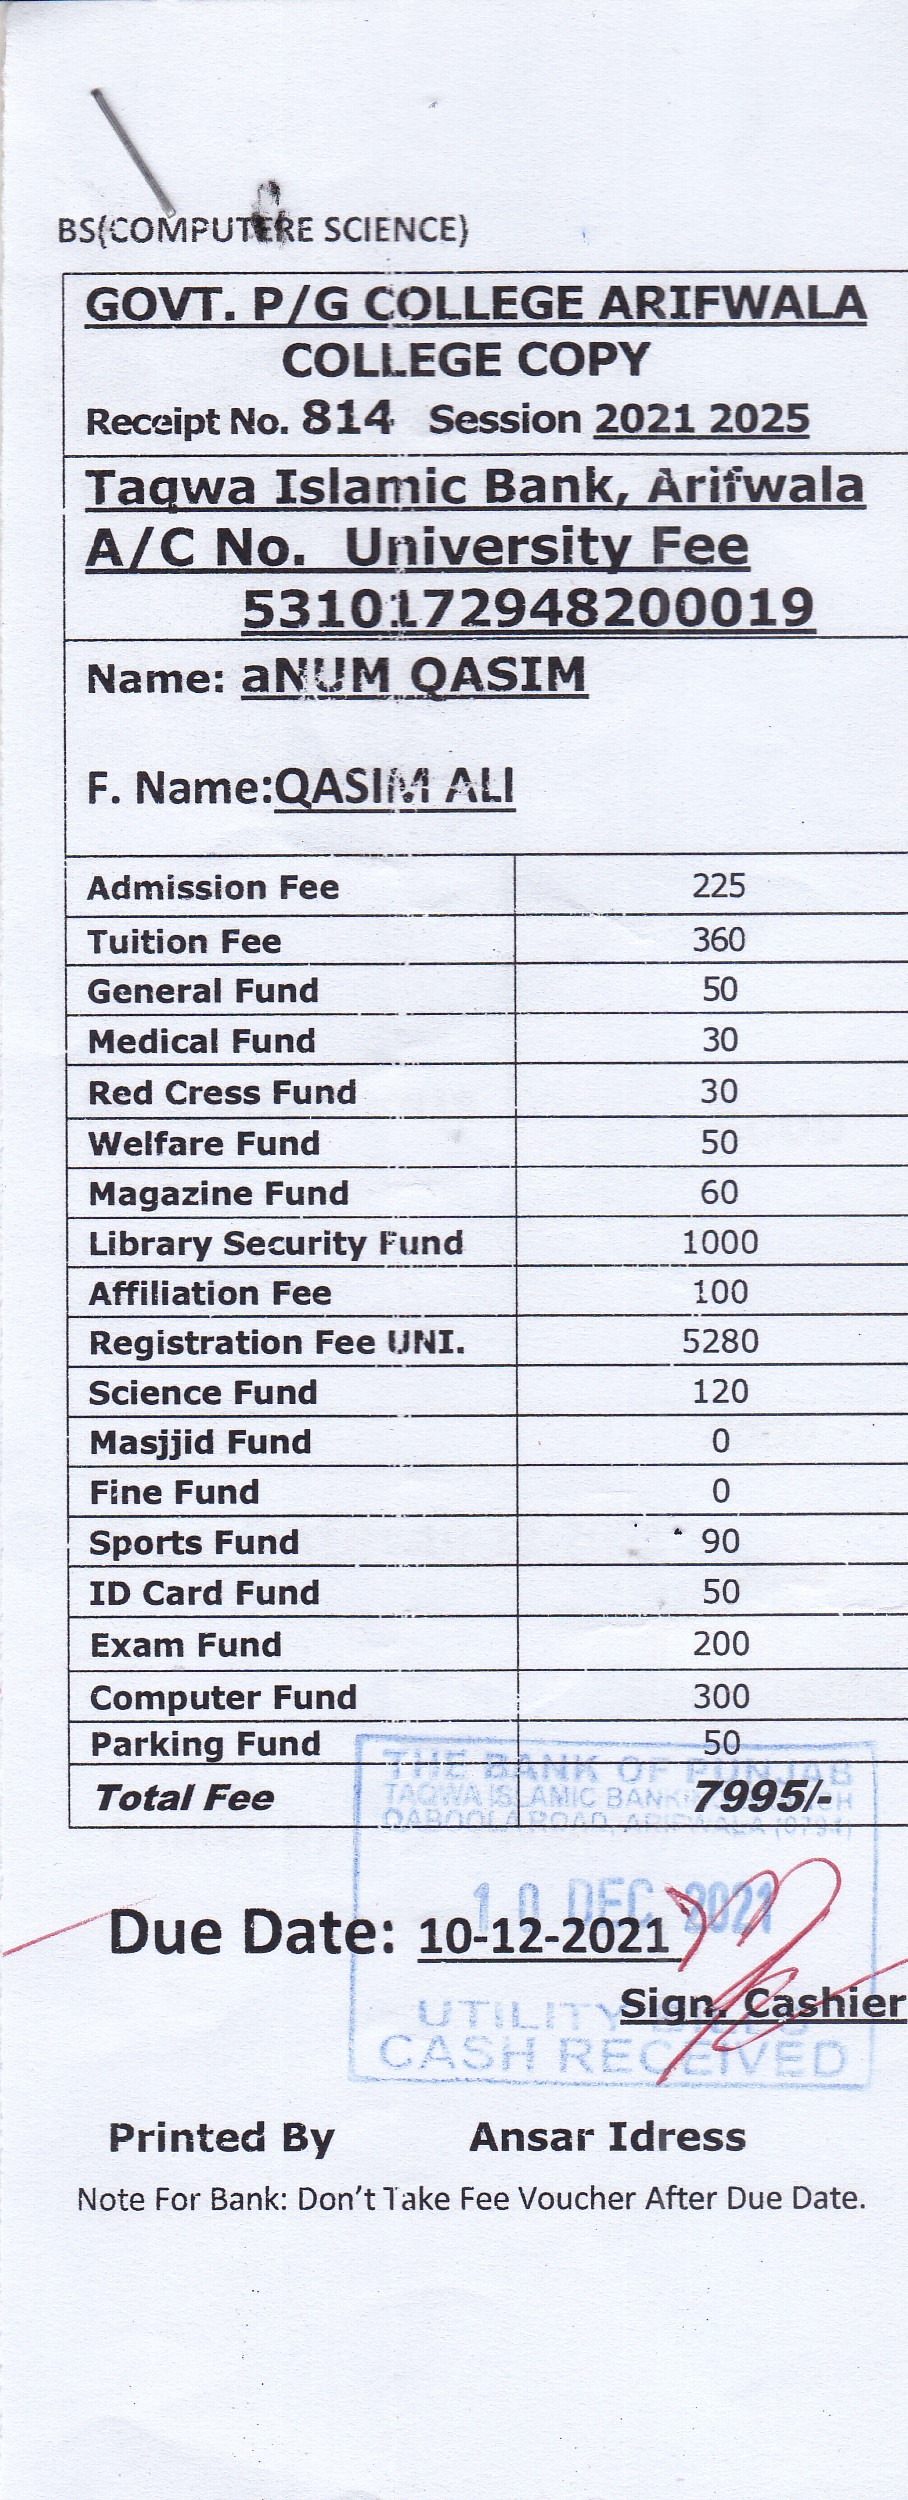 BS(COMPUTERE SCIENCE)
GOVT. P/G COLLEGE ARIFWALA
COLLEGE COPY
Receipt No. 814 Session 2021 2025
Taqwa Islamic Bank, Arifwala
A/C No. University Fee
5310172948200019
Name: aNUM QASIM
F. Name:QASIM ALI
Admission Fee 225
Tuition Fee 360
General Fund 50
Medical Fund 30
Red Cress Fund 30
Welfare Fund 50
Magazine Fund 60
Library Security Fund 1000
Affiliation Fee 100
Registration Fee UNI. 5280
Science Fund 120
Masjjid Fund 0
Fine Fund 0
Sports Fund 90
ID Card Fund 50
Exam Fund 200
Computer Fund 300
Parking Fund 50
THE BANK OF PUNJAB
Total Fee 7995/-
TAQWA ISLAMIC
QABOOLA ROAD, ARIFWALA (0794)
10 DEC 2021
Due Date: 10-12-2021
Sign. Cashier
UTILITY BILLS
CASH RECEIVED
Printed By Ansar Idress
Note For Bank: Don't Take Fee Voucher After Due Date.